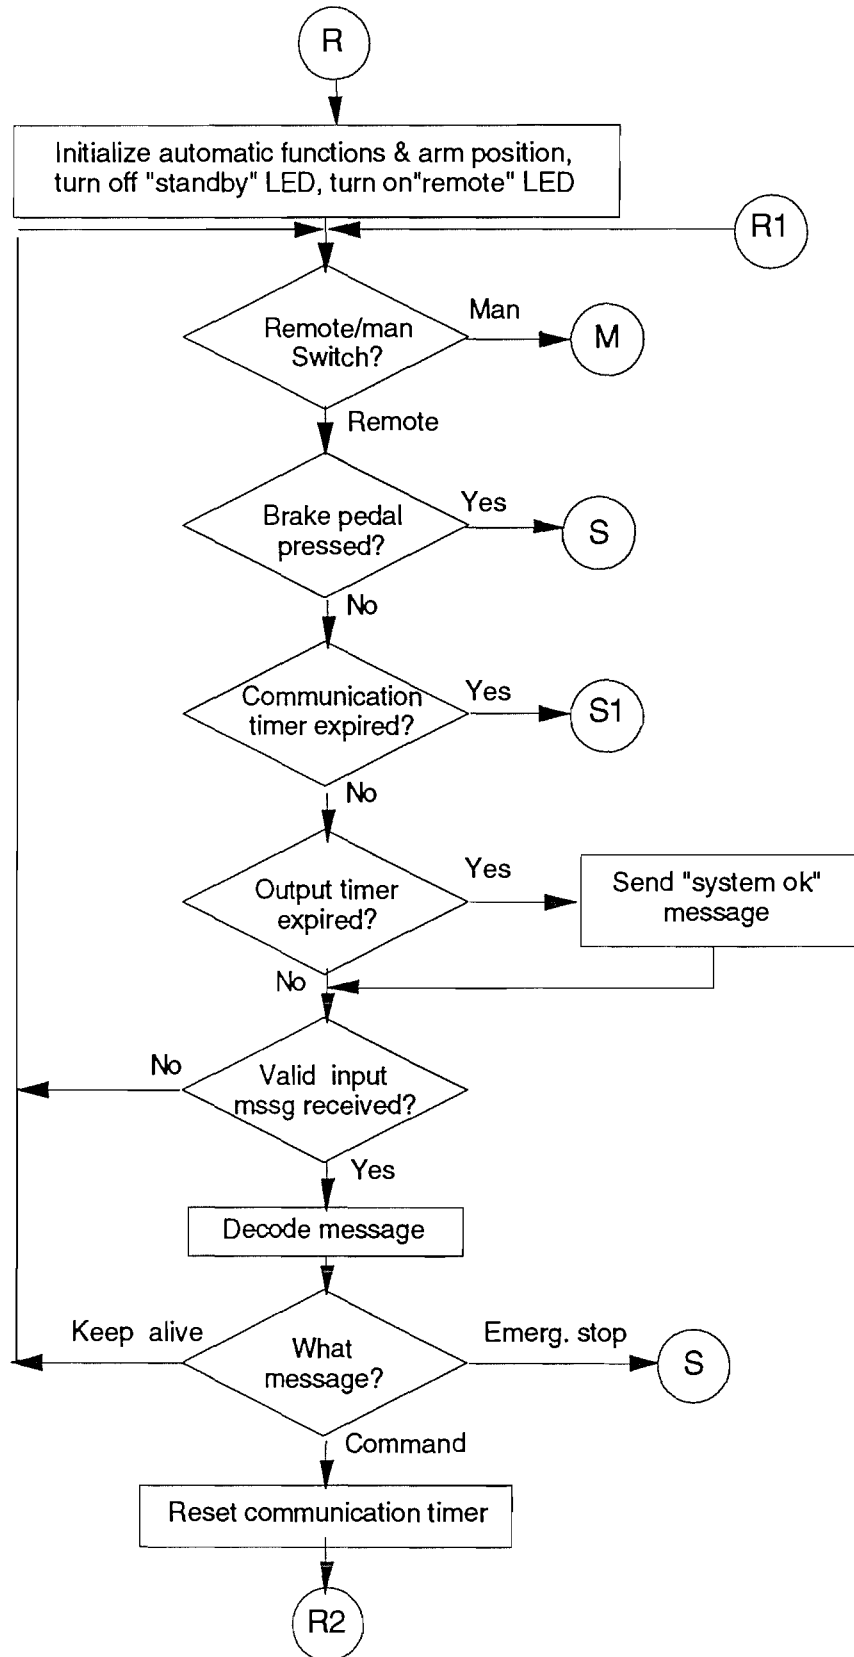 R
Initialize automatic functions & arm position,
turn off "standby" LED, turn on"remote" LED
R1
Remote/man
Switch?
Man
M
Remote
Brake pedal
pressed?
Yes
S
No
Communication
timer expired?
Yes
S1
No
Output timer
expired?
Yes
Send "system ok"
message
No
Valid input
mssg received?
No
Yes
Decode message
Keep alive
What
message?
Emerg. stop
S
Command
Reset communication timer
R2